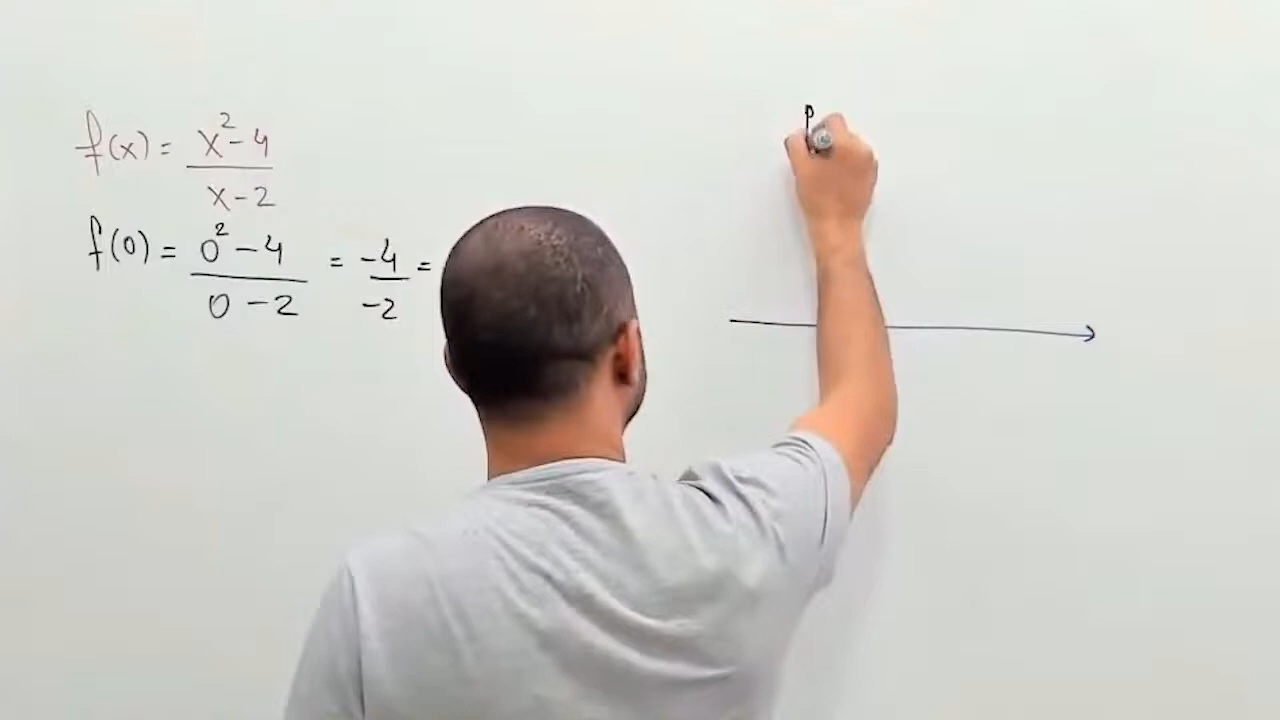 f(x) = x² - 4 / x - 2
f(0) = 0² - 4 / 0 - 2 = -4 / -2 =